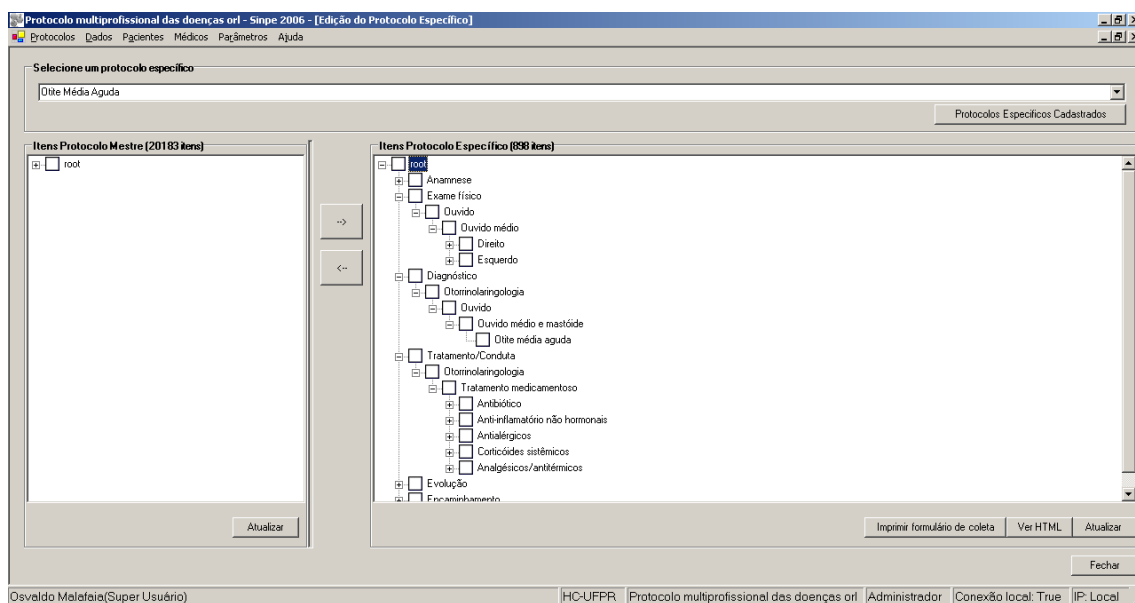 Protocolo multiprofissional das doenças orl - Sinpe 2006 - [Edição do Protocolo Específico]
Protocolos Dados Pacientes Médicos Parâmetros Ajuda
Selecione um protocolo específico
Otite Média Aguda
Protocolos Especificos Cadastrados
Itens Protocolo Mestre (20183 itens)
root
-->
<--
Atualizar
Itens Protocolo Específico (898 itens)
root
Anamnese
Exame físico
Ouvido
Ouvido médio
Direito
Esquerdo
Diagnóstico
Otorrinolaringologia
Ouvido
Ouvido médio e mastóide
Otite média aguda
Tratamento/Conduta
Otorrinolaringologia
Tratamento medicamentoso
Antibiótico
Anti-inflamatório não hormonais
Antialérgicos
Corticóides sistêmicos
Analgésicos/antitérmicos
Evolução
Encaminhamento
Imprimir formulário de coleta Ver HTML Atualizar
Fechar
Osvaldo Malafaia(Super Usuário) HC-UFPR Protocolo multiprofissional das doenças orl Administrador Conexão local: True IP: Local